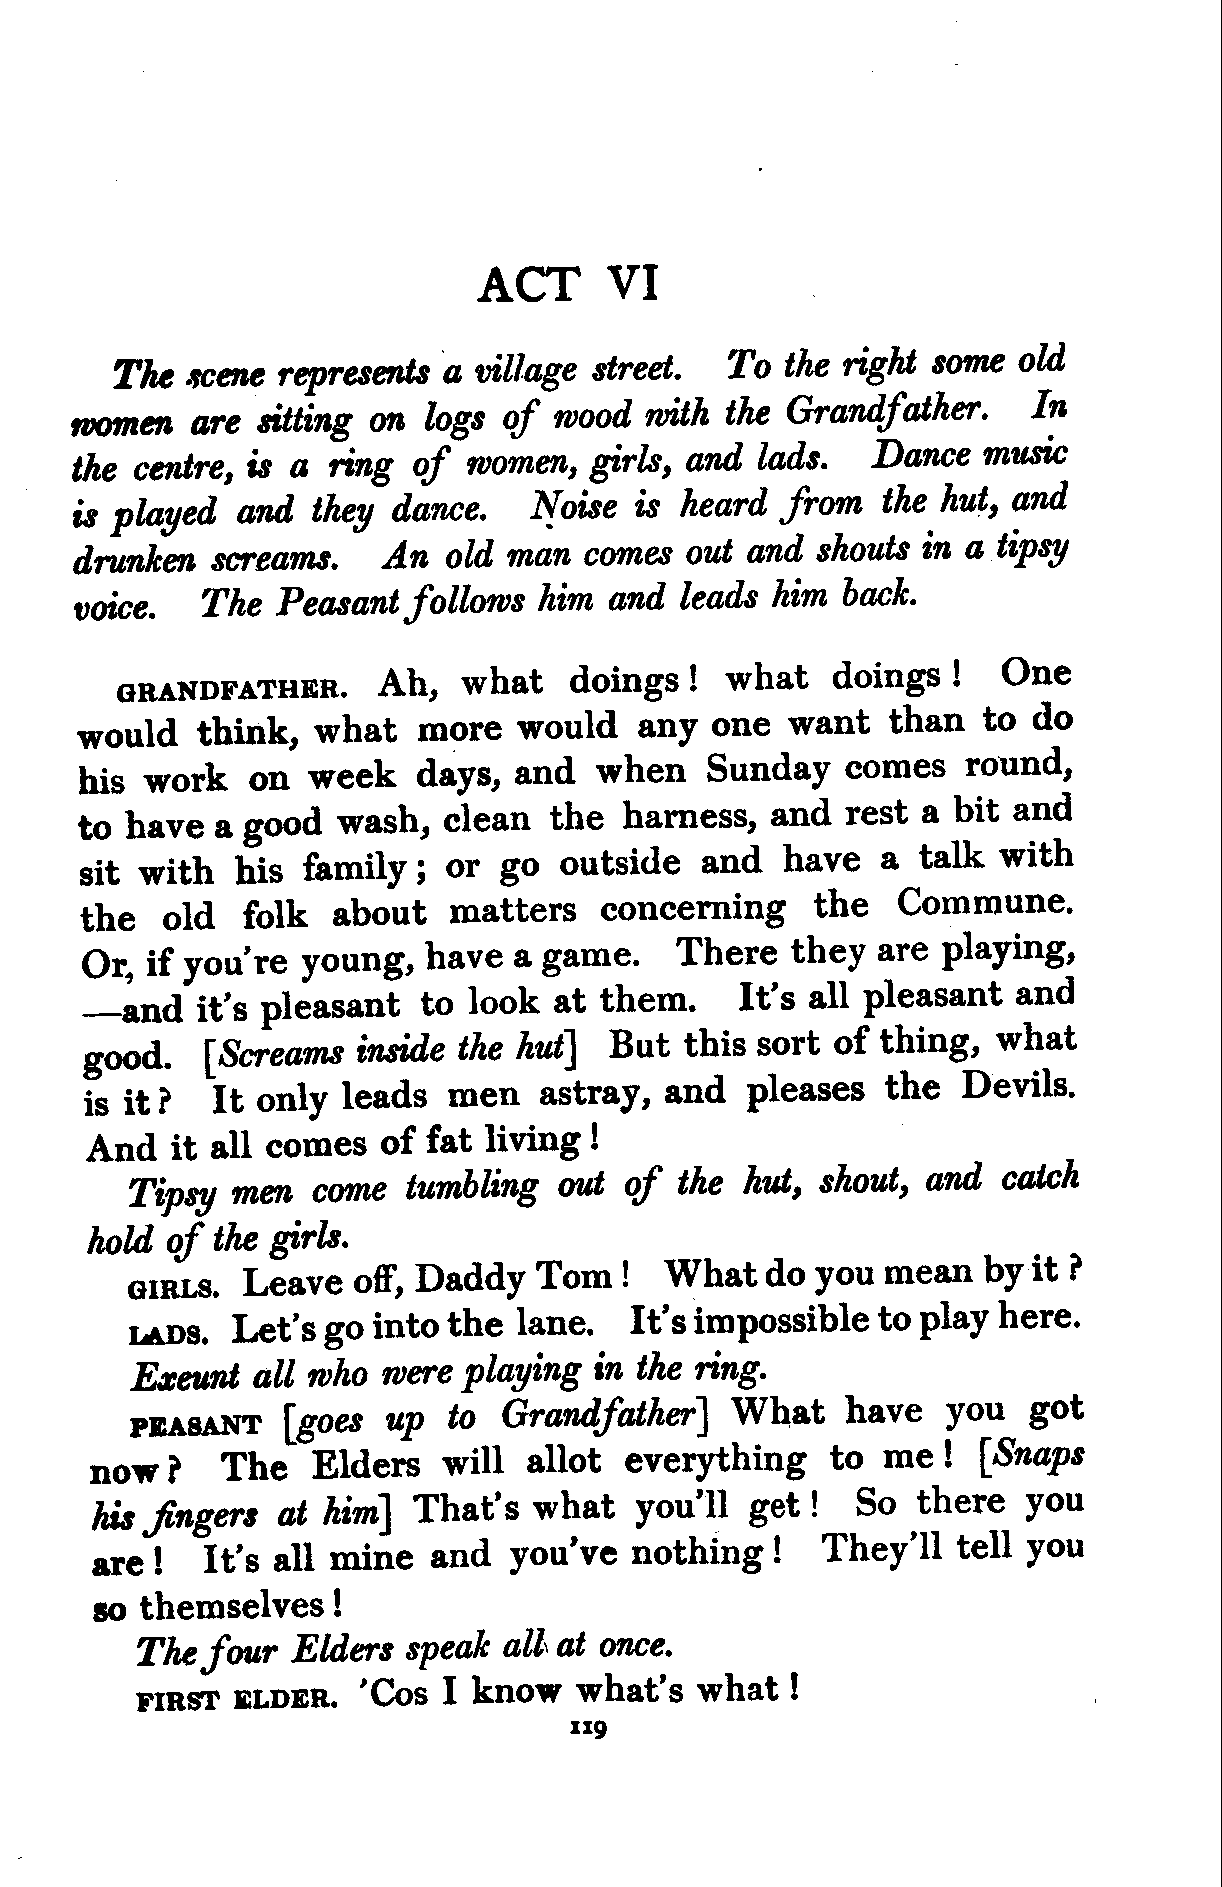 ACT VI
The scene represents a village street. To the right some old
women are sitting on logs of wood with the Grandfather. In
the centre, is a ring of women, girls, and lads. Dance music
is played and they dance. Noise is heard from the hut, and
drunken screams. An old man comes out and shouts in a tipsy
voice. The Peasant follows him and leads him back.
GRANDFATHER. Ah, what doings! what doings! One
would think, what more would any one want than to do
his work on week days, and when Sunday comes round,
to have a good wash, clean the harness, and rest a bit and
sit with his family; or go outside and have a talk with
the old folk about matters concerning the Commune.
Or, if you're young, have a game. There they are playing,
—and it's pleasant to look at them. It's all pleasant and
good. [Screams inside the hut] But this sort of thing, what
is it? It only leads men astray, and pleases the Devils.
And it all comes of fat living!
Tipsy men come tumbling out of the hut, shout, and catch
hold of the girls.
GIRLS. Leave off, Daddy Tom! What do you mean by it?
LADS. Let's go into the lane. It's impossible to play here.
Exeunt all who were playing in the ring.
PEASANT [goes up to Grandfather] What have you got
now? The Elders will allot everything to me! [Snaps
his fingers at him] That's what you'll get! So there you
are! It's all mine and you've nothing! They'll tell you
so themselves!
The four Elders speak all at once.
FIRST ELDER. 'Cos I know what's what!
119